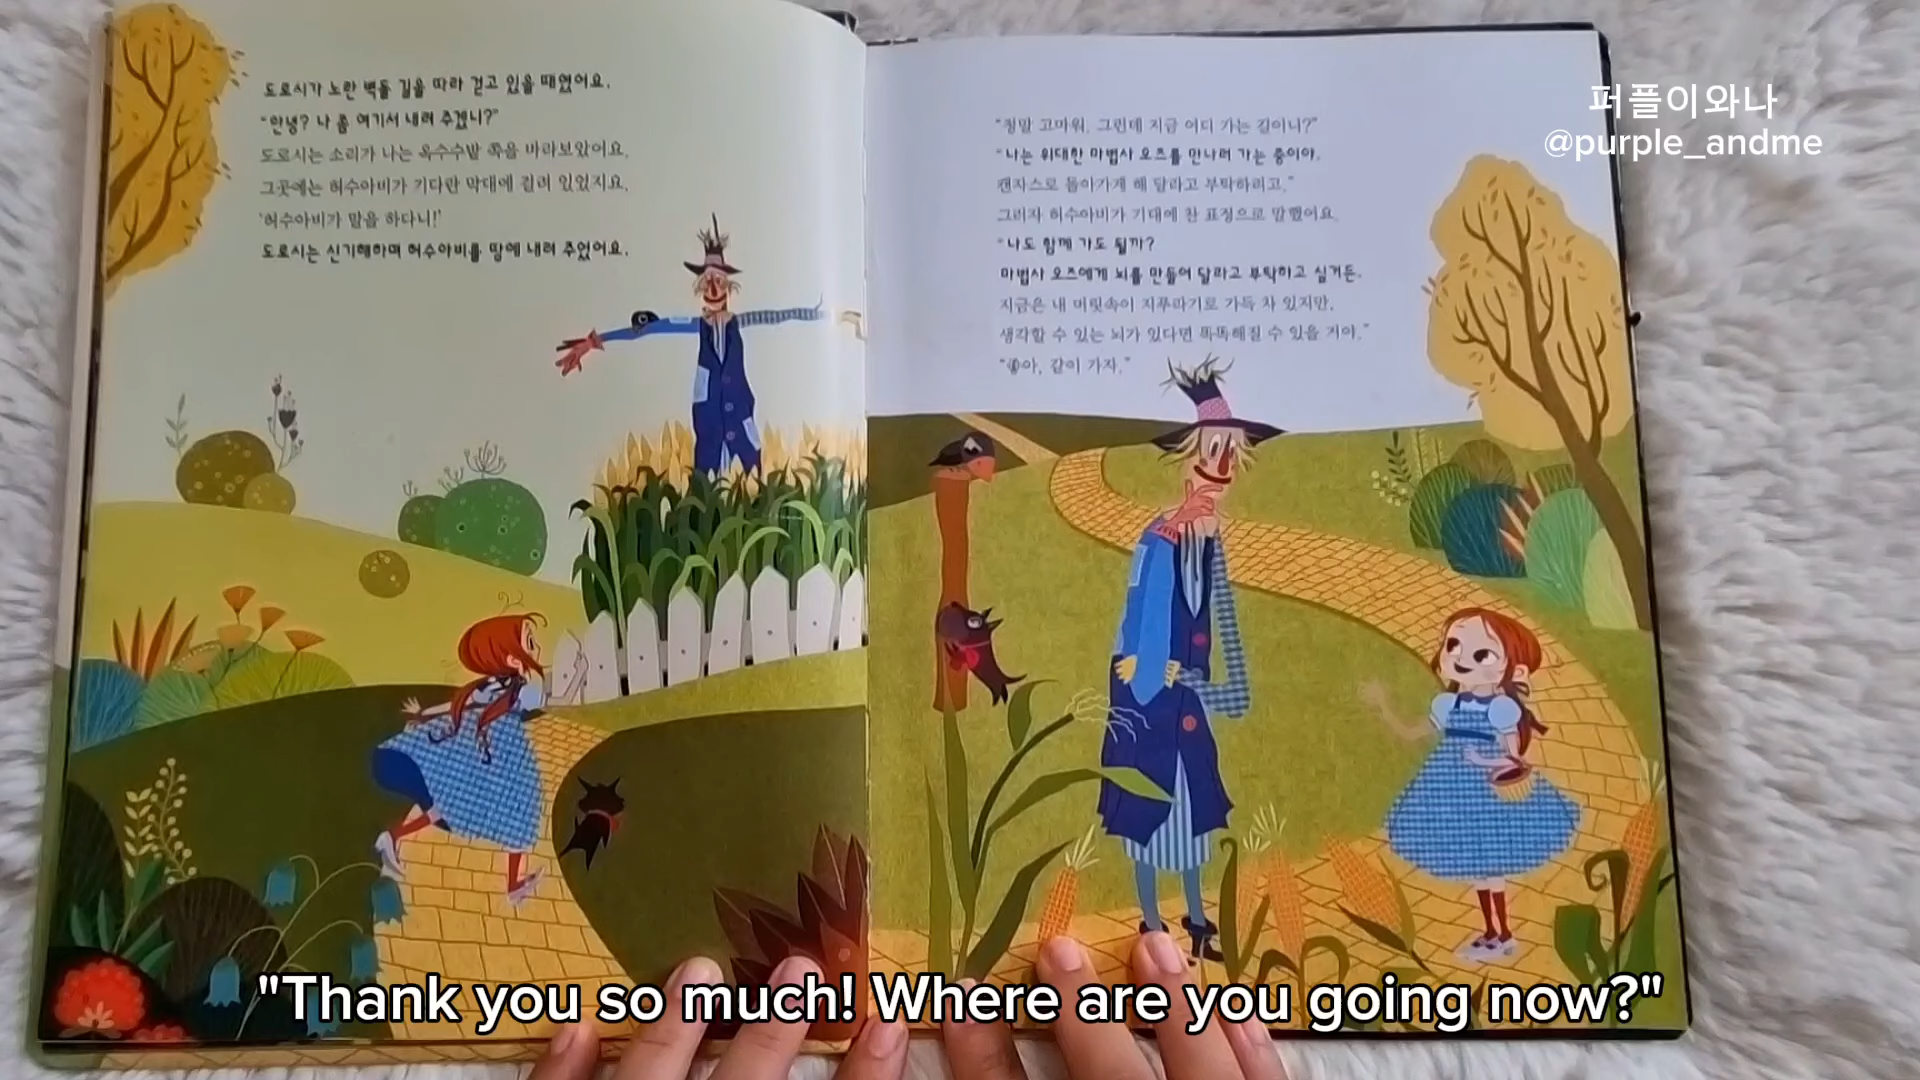 도로시가 노란 벽돌 길을 따라 걷고 있을 때였어요.
"안녕? 나 좀 여기서 내려 주겠니?"
도로시는 소리가 나는 옥수수밭 쪽을 바라보았어요.
그곳에는 허수아비가 기다란 막대에 걸려 있었지요.
'허수아비가 말을 하다니!'
도로시는 신기해하며 허수아비를 땅에 내려 주었어요.
"정말 고마워. 그런데 지금 어디 가는 길이니?"
"나는 위대한 마법사 오즈를 만나러 가는 중이야.
캔자스로 돌아가게 해 달라고 부탁하려고."
그러자 허수아비가 기대에 찬 표정으로 말했어요.
"나도 함께 가도 될까?
마법사 오즈에게 뇌를 만들어 달라고 부탁하고 싶거든.
지금은 내 머릿속이 지푸라기로 가득 차 있지만,
생각할 수 있는 뇌가 있다면 똑똑해질 수 있을 거야."
"좋아, 같이 가자."
퍼플이와나
@purple_andme
"Thank you so much! Where are you going now?"